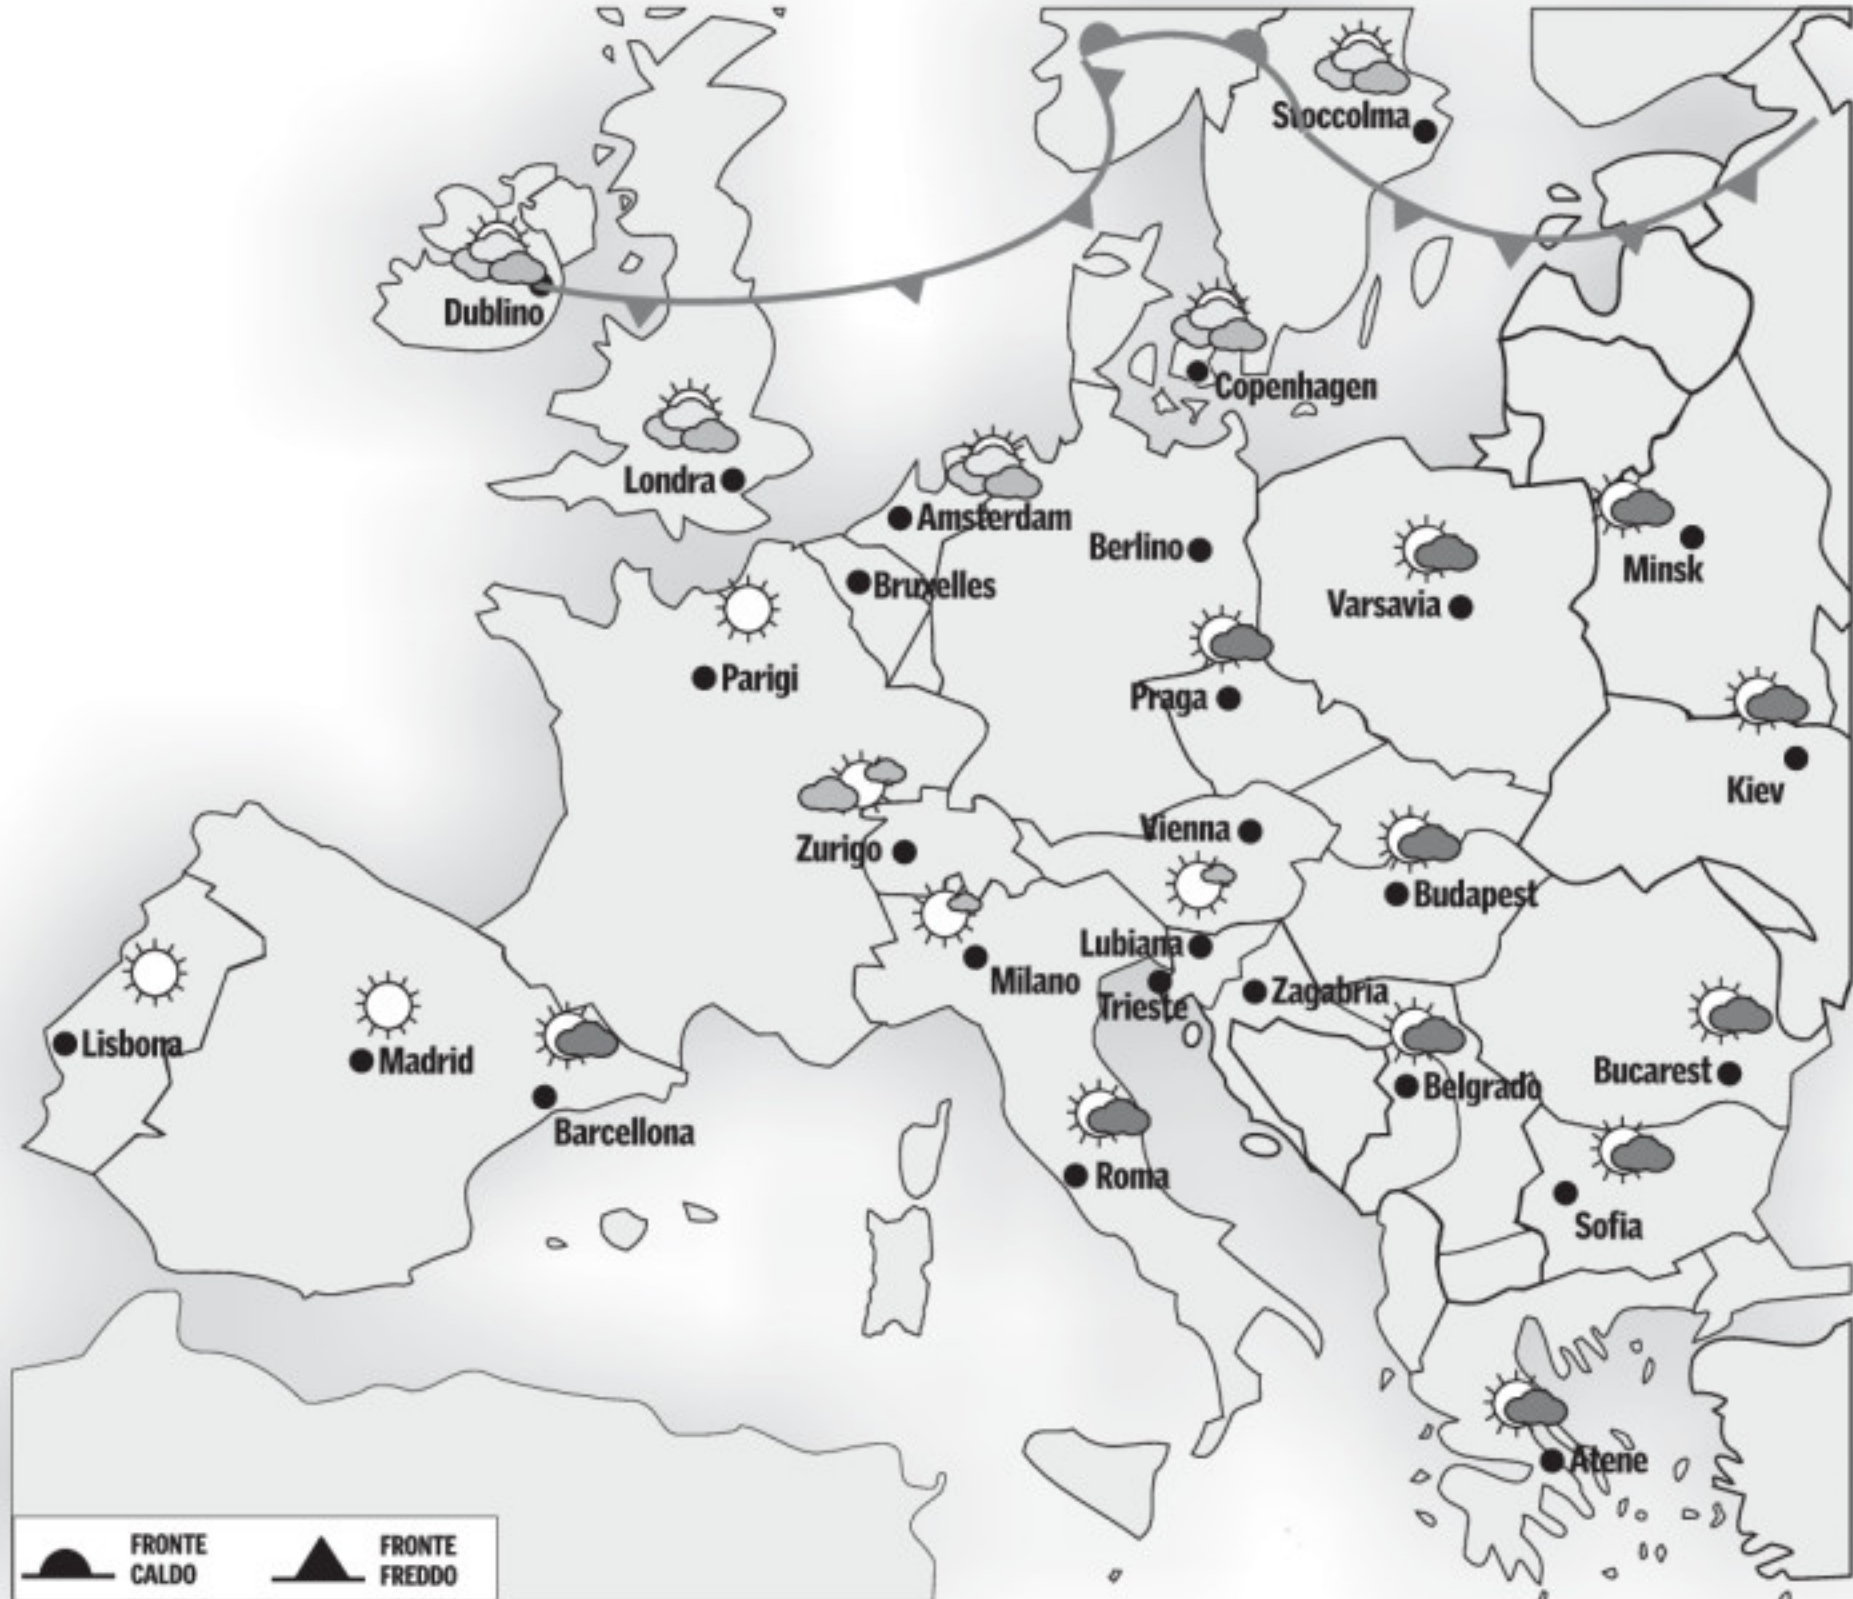 Stoccolma
Dublino
Copenhagen
Londra
Amsterdam
Berlino
Bruxelles
Minsk
Varsavia
Parigi
Praga
Kiev
Vienna
Zurigo
Budapest
Lubiana
Milano
Trieste
Zagabria
Lisbona
Madrid
Bucarest
Belgrado
Barcellona
Roma
Sofia
Atene
FRONTE
CALDO
FRONTE
FREDDO